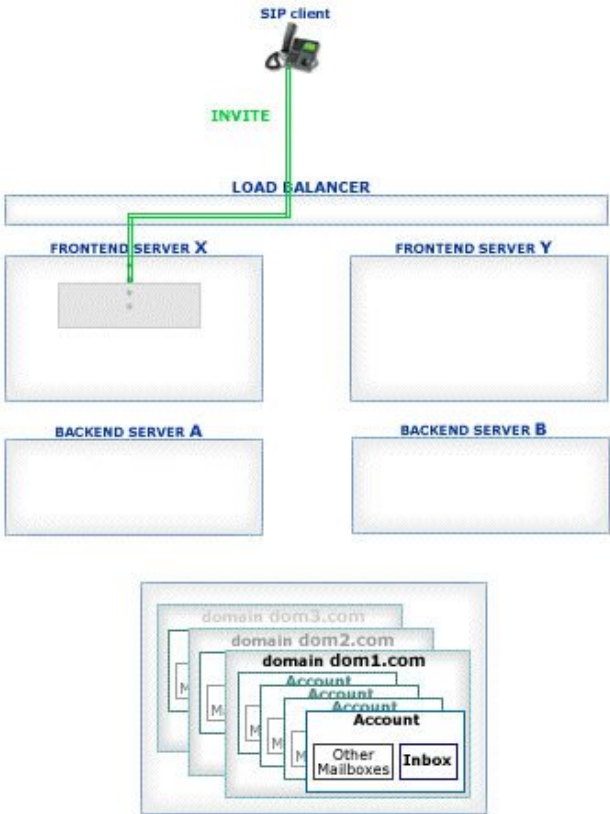 SIP client
INVITE
LOAD BALANCER
FRONTEND SERVER X
FRONTEND SERVER Y
BACKEND SERVER A
BACKEND SERVER B
domain dom3.com
domain dom2.com
domain dom1.com
Account
Account
Account
Account
M
M
M
M
M
Other
Mailboxes
Inbox